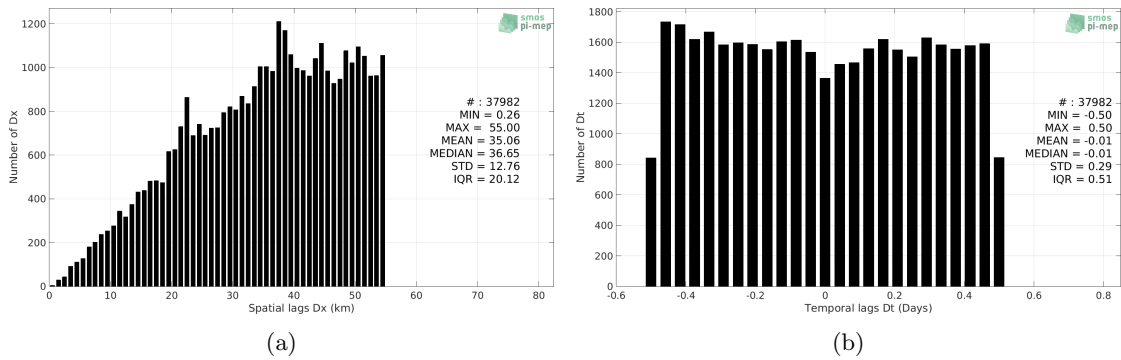 smos
pi-mep
Number of Dx
1200
1000
800
600
400
200
0
# : 37982
MIN = 0.26
MAX = 55.00
MEAN = 35.06
MEDIAN = 36.65
STD = 12.76
IQR = 20.12
0 10 20 30 40 50 60 70 80
Spatial lags Dx (km)
(a)
smos
pi-mep
Number of Dt
1800
1600
1400
1200
1000
800
600
400
200
0
# : 37982
MIN = -0.50
MAX = 0.50
MEAN = -0.01
MEDIAN = -0.01
STD = 0.29
IQR = 0.51
-0.6 -0.4 -0.2 0 0.2 0.4 0.6 0.8
Temporal lags Dt (Days)
(b)